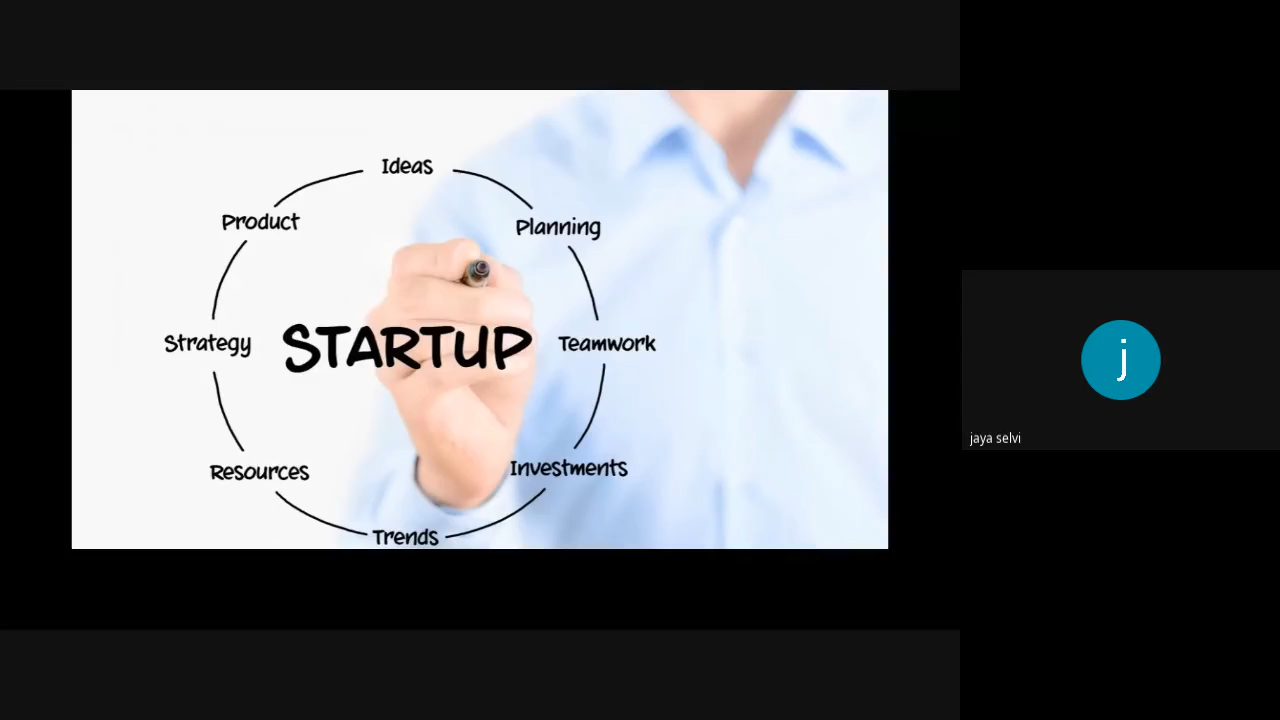 Ideas
Product
Planning
Strategy
STARTUP
Teamwork
Resources
Investments
Trends
j
jaya selvi